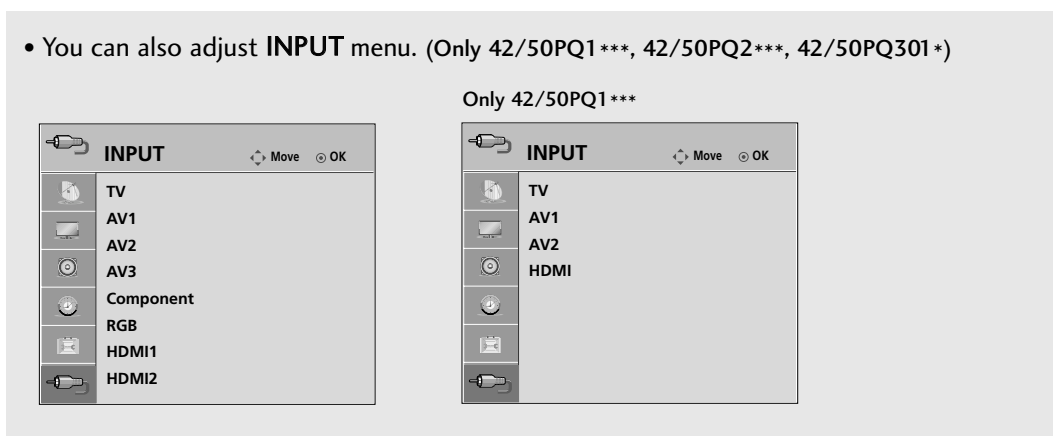 • You can also adjust INPUT menu. (Only 42/50PQ1***, 42/50PQ2***, 42/50PQ301*)
INPUT Move OK
TV
AV1
AV2
AV3
Component
RGB
HDMI1
HDMI2
Only 42/50PQ1***
INPUT Move OK
TV
AV1
AV2
HDMI